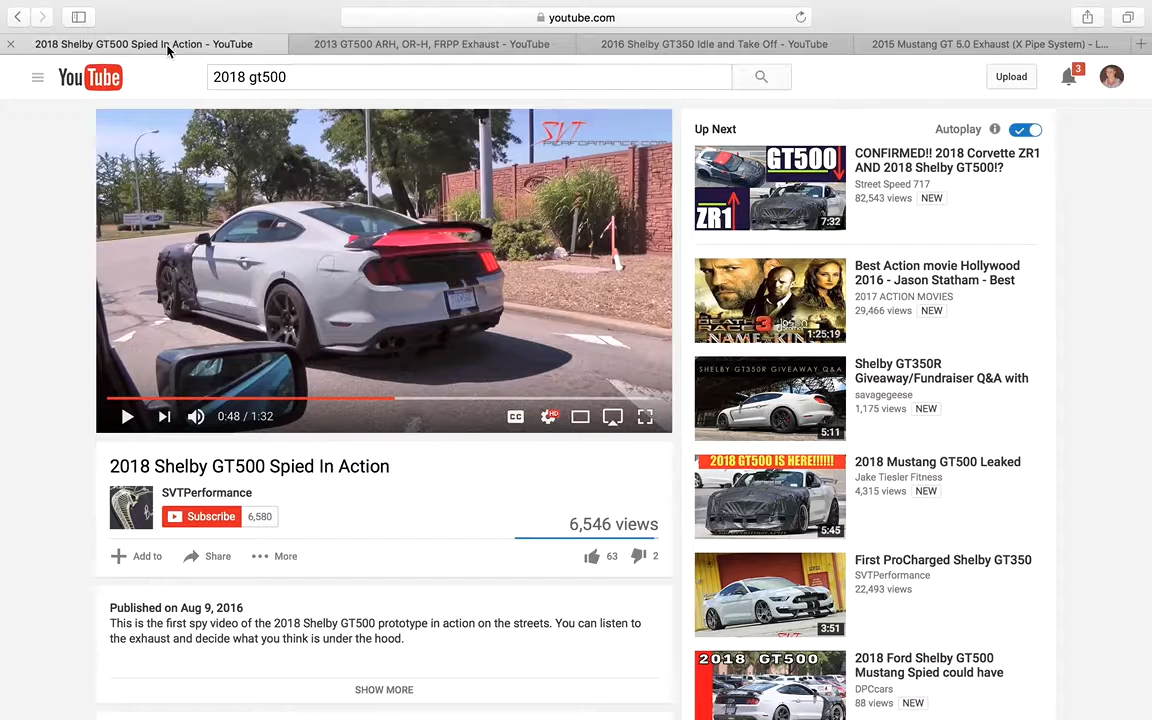 youtube.com
2018 Shelby GT500 Spied In Action - YouTube
2013 GT500 ARH, OR-H, FRPP Exhaust - YouTube
2016 Shelby GT350 Idle and Take Off - YouTube
2015 Mustang GT 5.0 Exhaust (X Pipe System) - L...
YouTube
2018 gt500
Upload
3
SVT
PERFORMANCE.COM
0:48 / 1:32
CC
HD
2018 Shelby GT500 Spied In Action
SVTPerformance
Subscribe 6,580
6,546 views
Add to
Share
More
63
2
Published on Aug 9, 2016
This is the first spy video of the 2018 Shelby GT500 prototype in action on the streets. You can listen to
the exhaust and decide what you think is under the hood.
SHOW MORE
Up Next
Autoplay
GT500
ZR1
7:32
CONFIRMED!! 2018 Corvette ZR1
AND 2018 Shelby GT500!?
Street Speed 717
82,543 views NEW
DEATH
RACE 3
1:25:19
Best Action movie Hollywood
2016 - Jason Statham - Best
2017 ACTION MOVIES
29,466 views NEW
SHELBY GT350R GIVEAWAY/FUNDRAISER Q&A
5:11
Shelby GT350R
Giveaway/Fundraiser Q&A with
savagegeese
1,175 views NEW
2018 GT500 IS HERE!!!!!!
5:45
2018 Mustang GT500 Leaked
Jake Tiesler Fitness
4,315 views NEW
3:51
First ProCharged Shelby GT350
SVTPerformance
22,493 views
2018 GT500
2018 Ford Shelby GT500
Mustang Spied could have
DPCcars
88 views NEW